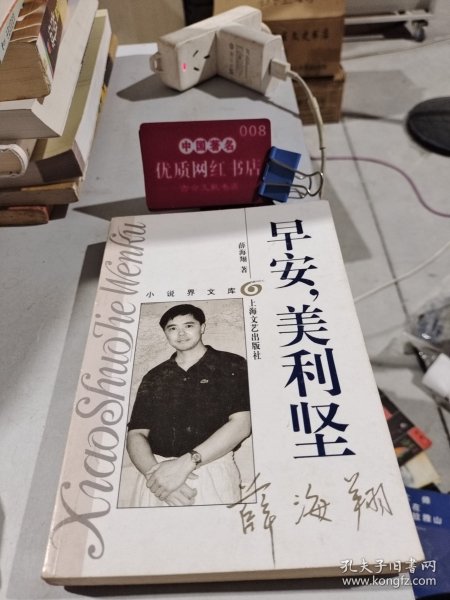 008
中国著名
优质网红书店
早安,美利坚
薛海翔 著
小说界文库
上海文艺出版社
XiaoShuoJie Wenku
薛海翔
孔夫子旧书网
www.kongfz.com